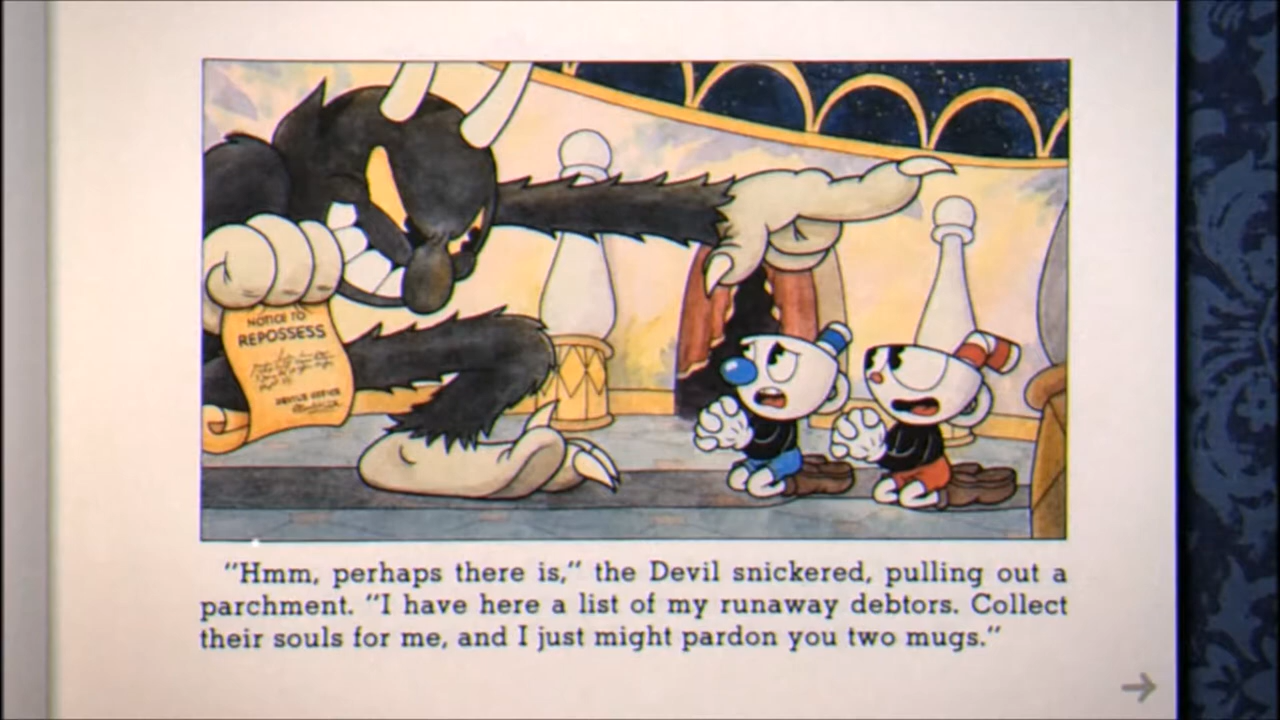 NOTICE TO
REPOSSESS
"Hmm, perhaps there is," the Devil snickered, pulling out a
parchment. "I have here a list of my runaway debtors. Collect
their souls for me, and I just might pardon you two mugs."